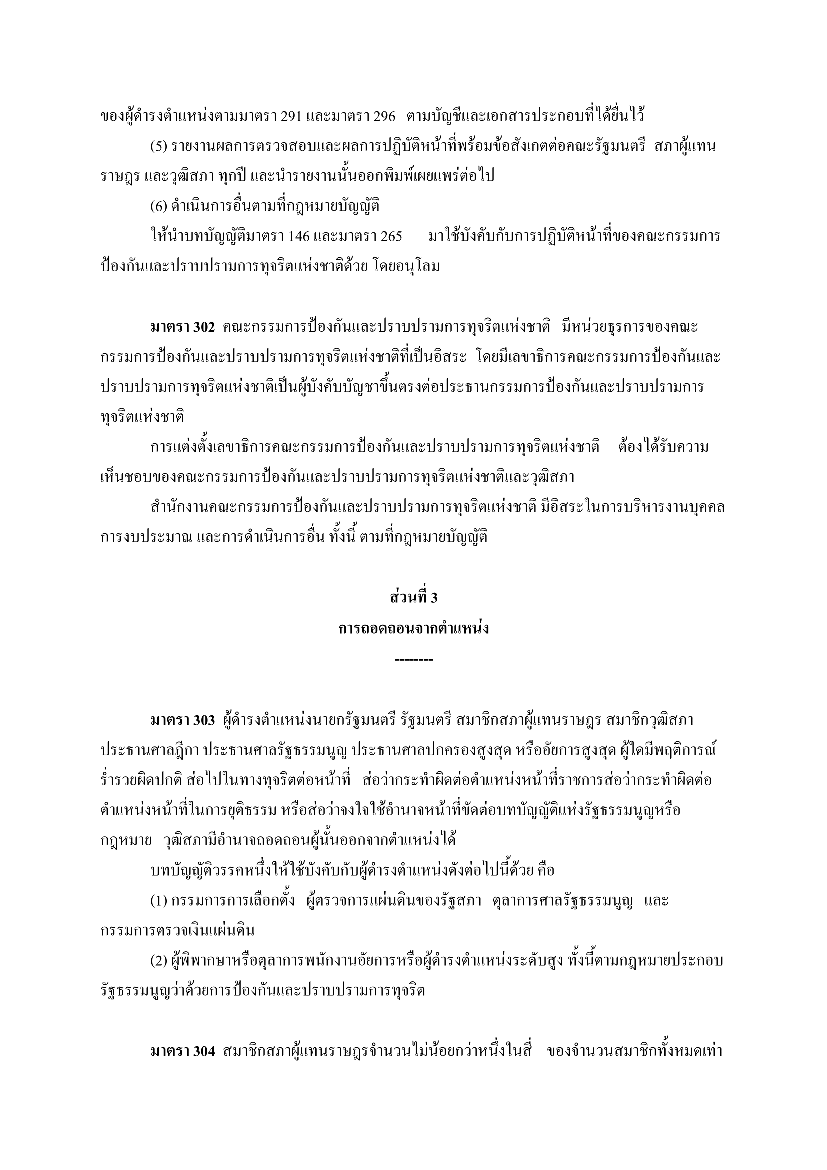 ของผู้ดำรงตำแหน่งตามมาตรา 291 และมาตรา 296 ตามบัญชีและเอกสารประกอบที่ได้ยื่นไว้
(5) รายงานผลการตรวจสอบและผลการปฏิบัติหน้าที่พร้อมข้อสังเกตต่อคณะรัฐมนตรี สภาผู้แทน
ราษฎร และวุฒิสภา ทุกปี และนำรายงานนั้นออกพิมพ์เผยแพร่ต่อไป
(6) ดำเนินการอื่นตามที่กฎหมายบัญญัติ
ให้นำบทบัญญัติมาตรา 146 และมาตรา 265 มาใช้บังคับกับการปฏิบัติหน้าที่ของคณะกรรมการ
ป้องกันและปราบปรามการทุจริตแห่งชาติด้วย โดยอนุโลม
มาตรา 302 คณะกรรมการป้องกันและปราบปรามการทุจริตแห่งชาติ มีหน่วยธุรการของคณะ
กรรมการป้องกันและปราบปรามการทุจริตแห่งชาติที่เป็นอิสระ โดยมีเลขาธิการคณะกรรมการป้องกันและ
ปราบปรามการทุจริตแห่งชาติเป็นผู้บังคับบัญชาขึ้นตรงต่อประธานกรรมการป้องกันและปราบปรามการ
ทุจริตแห่งชาติ
การแต่งตั้งเลขาธิการคณะกรรมการป้องกันและปราบปรามการทุจริตแห่งชาติ ต้องได้รับความ
เห็นชอบของคณะกรรมการป้องกันและปราบปรามการทุจริตแห่งชาติและวุฒิสภา
สำนักงานคณะกรรมการป้องกันและปราบปรามการทุจริตแห่งชาติ มีอิสระในการบริหารงานบุคคล
การงบประมาณ และการดำเนินการอื่น ทั้งนี้ ตามที่กฎหมายบัญญัติ
ส่วนที่ 3
การถอดถอนจากตำแหน่ง
--------
มาตรา 303 ผู้ดำรงตำแหน่งนายกรัฐมนตรี รัฐมนตรี สมาชิกสภาผู้แทนราษฎร สมาชิกวุฒิสภา
ประธานศาลฎีกา ประธานศาลรัฐธรรมนูญ ประธานศาลปกครองสูงสุด หรืออัยการสูงสุด ผู้ใดมีพฤติการณ์
ร่ำรวยผิดปกติ ส่อไปในทางทุจริตต่อหน้าที่ ส่อว่ากระทำผิดต่อตำแหน่งหน้าที่ราชการส่อว่ากระทำผิดต่อ
ตำแหน่งหน้าที่ในการยุติธรรม หรือส่อว่าจงใจใช้อำนาจหน้าที่ขัดต่อบทบัญญัติแห่งรัฐธรรมนูญหรือ
กฎหมาย วุฒิสภามีอำนาจถอดถอนผู้นั้นออกจากตำแหน่งได้
บทบัญญัติวรรคหนึ่งให้ใช้บังคับกับผู้ดำรงตำแหน่งดังต่อไปนี้ด้วย คือ
(1) กรรมการการเลือกตั้ง ผู้ตรวจการแผ่นดินของรัฐสภา ตุลาการศาลรัฐธรรมนูญ และ
กรรมการตรวจเงินแผ่นดิน
(2) ผู้พิพากษาหรือตุลาการพนักงานอัยการหรือผู้ดำรงตำแหน่งระดับสูง ทั้งนี้ตามกฎหมายประกอบ
รัฐธรรมนูญว่าด้วยการป้องกันและปราบปรามการทุจริต
มาตรา 304 สมาชิกสภาผู้แทนราษฎรจำนวนไม่น้อยกว่าหนึ่งในสี่ ของจำนวนสมาชิกทั้งหมดเท่า